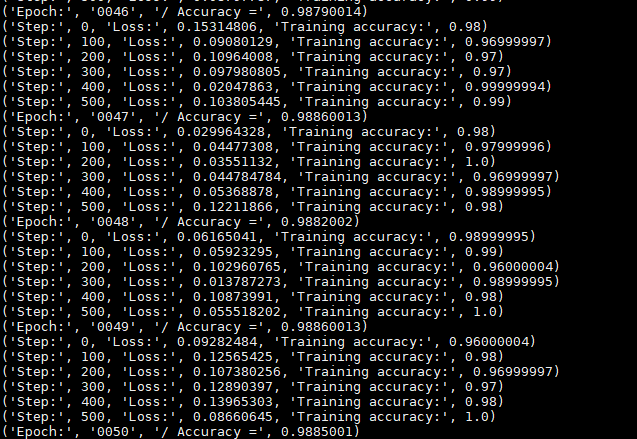 ('Epoch:', '0046', '/ Accuracy =', 0.98790014)
('Step:', 0, 'Loss:', 0.15314806, 'Training accuracy:', 0.98)
('Step:', 100, 'Loss:', 0.09080129, 'Training accuracy:', 0.96999997)
('Step:', 200, 'Loss:', 0.10964008, 'Training accuracy:', 0.97)
('Step:', 300, 'Loss:', 0.097980805, 'Training accuracy:', 0.97)
('Step:', 400, 'Loss:', 0.02047863, 'Training accuracy:', 0.99999994)
('Step:', 500, 'Loss:', 0.103805445, 'Training accuracy:', 0.99)
('Epoch:', '0047', '/ Accuracy =', 0.98860013)
('Step:', 0, 'Loss:', 0.029964328, 'Training accuracy:', 0.98)
('Step:', 100, 'Loss:', 0.04477308, 'Training accuracy:', 0.97999996)
('Step:', 200, 'Loss:', 0.03551132, 'Training accuracy:', 1.0)
('Step:', 300, 'Loss:', 0.044784784, 'Training accuracy:', 0.96999997)
('Step:', 400, 'Loss:', 0.05368878, 'Training accuracy:', 0.98999995)
('Step:', 500, 'Loss:', 0.12211866, 'Training accuracy:', 0.98)
('Epoch:', '0048', '/ Accuracy =', 0.9882002)
('Step:', 0, 'Loss:', 0.06165041, 'Training accuracy:', 0.98999995)
('Step:', 100, 'Loss:', 0.05923295, 'Training accuracy:', 0.99)
('Step:', 200, 'Loss:', 0.102960765, 'Training accuracy:', 0.96000004)
('Step:', 300, 'Loss:', 0.013787273, 'Training accuracy:', 0.98999995)
('Step:', 400, 'Loss:', 0.10873991, 'Training accuracy:', 0.98)
('Step:', 500, 'Loss:', 0.055518202, 'Training accuracy:', 1.0)
('Epoch:', '0049', '/ Accuracy =', 0.98860013)
('Step:', 0, 'Loss:', 0.09282484, 'Training accuracy:', 0.96000004)
('Step:', 100, 'Loss:', 0.12565425, 'Training accuracy:', 0.98)
('Step:', 200, 'Loss:', 0.107380256, 'Training accuracy:', 0.96999997)
('Step:', 300, 'Loss:', 0.12890397, 'Training accuracy:', 0.97)
('Step:', 400, 'Loss:', 0.13965303, 'Training accuracy:', 0.98)
('Step:', 500, 'Loss:', 0.08660645, 'Training accuracy:', 1.0)
('Epoch:', '0050', '/ Accuracy =', 0.9885001)